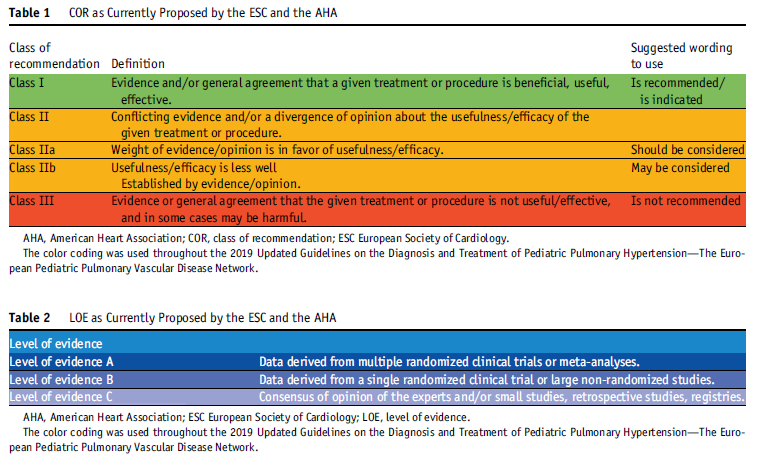 Table 1 COR as Currently Proposed by the ESC and the AHA
Class of recommendation Definition Suggested wording to use
Class I Evidence and/or general agreement that a given treatment or procedure is beneficial, useful, effective. Is recommended/ is indicated
Class II Conflicting evidence and/or a divergence of opinion about the usefulness/efficacy of the given treatment or procedure.
Class IIa Weight of evidence/opinion is in favor of usefulness/efficacy. Should be considered
Class IIb Usefulness/efficacy is less well Established by evidence/opinion. May be considered
Class III Evidence or general agreement that the given treatment or procedure is not useful/effective, and in some cases may be harmful. Is not recommended
AHA, American Heart Association; COR, class of recommendation; ESC European Society of Cardiology.
The color coding was used throughout the 2019 Updated Guidelines on the Diagnosis and Treatment of Pediatric Pulmonary Hypertension—The Euro-
pean Pediatric Pulmonary Vascular Disease Network.
Table 2 LOE as Currently Proposed by the ESC and the AHA
Level of evidence
Level of evidence A Data derived from multiple randomized clinical trials or meta-analyses.
Level of evidence B Data derived from a single randomized clinical trial or large non-randomized studies.
Level of evidence C Consensus of opinion of the experts and/or small studies, retrospective studies, registries.
AHA, American Heart Association; ESC European Society of Cardiology; LOE, level of evidence.
The color coding was used throughout the 2019 Updated Guidelines on the Diagnosis and Treatment of Pediatric Pulmonary Hypertension—The Euro-
pean Pediatric Pulmonary Vascular Disease Network.